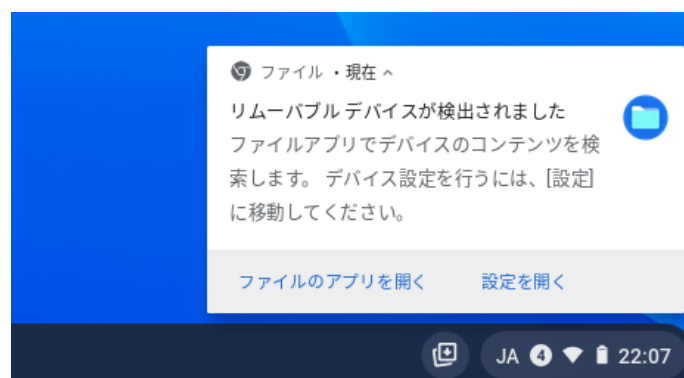 ファイル ・現在
リムーバブル デバイスが検出されました
ファイルアプリでデバイスのコンテンツを検
索します。 デバイス設定を行うには、[設定]
に移動してください。
ファイルのアプリを開く 設定を開く
JA 4 22:07